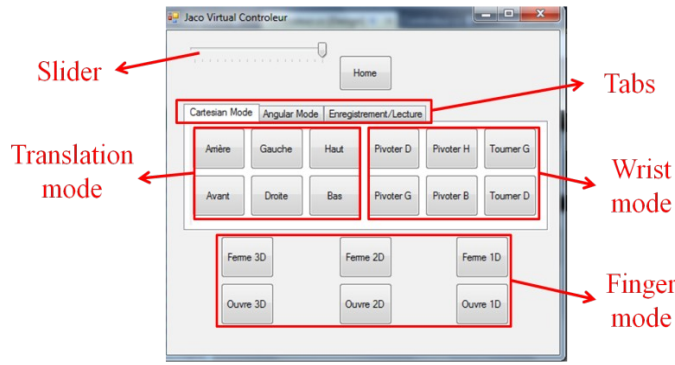 Jaco Virtual Controleur
Slider
Home
Tabs
Cartesian Mode Angular Mode Enregistrement/Lecture
Translation
mode
Arrière Gauche Haut Pivoter D Pivoter H Tourner G
Avant Droite Bas Pivoter G Pivoter B Tourner D
Wrist
mode
Ferme 3D Ferme 2D Ferme 1D
Ouvre 3D Ouvre 2D Ouvre 1D
Finger
mode